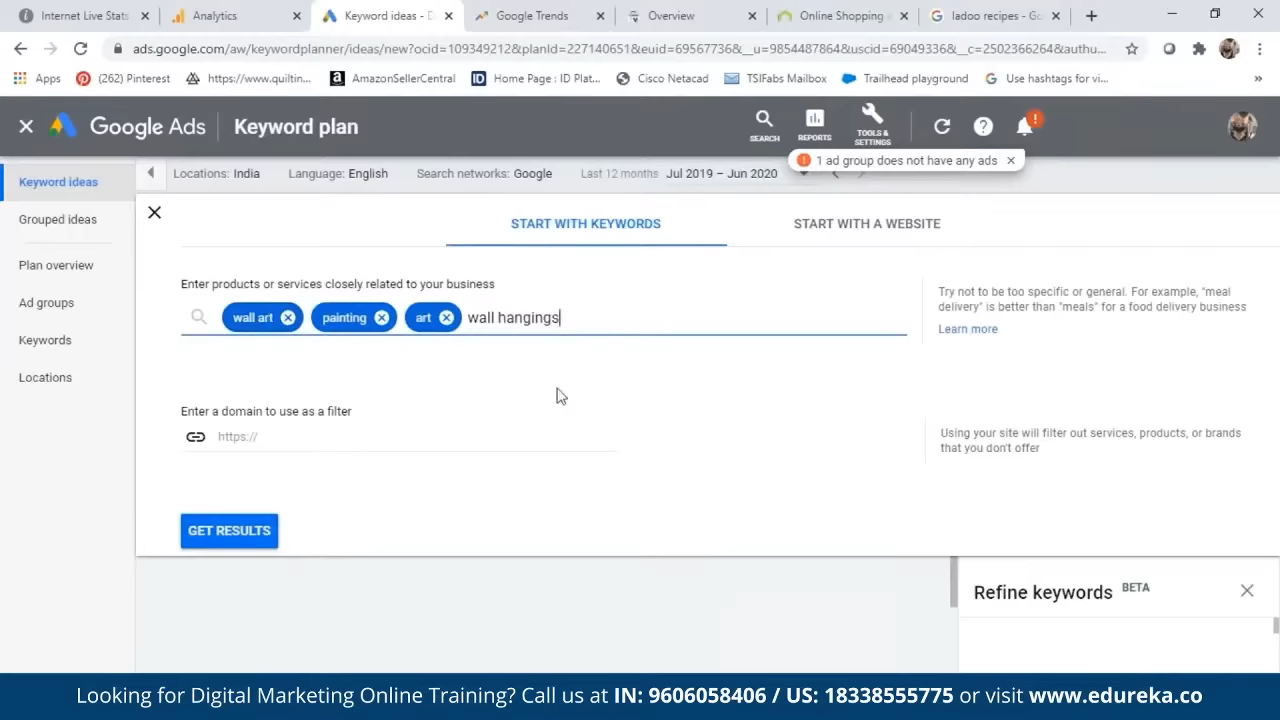 Internet Live Stats
Analytics
Keyword ideas - D
Google Trends
Overview
Online Shopping
ladoo recipes - Go
ads.google.com/aw/keywordplanner/ideas/new?ocid=109349212&planId=227140651&euid=69567736&__u=985448786&uscid=690493366&__c=2502366264&authu...
Apps
(262) Pinterest
https://www.quiltin...
AmazonSellerCentral
ID
Home Page : ID Plat...
Cisco Netacad
TSIFabs Mailbox
Trailhead playground
Use hashtags for vi...
»
Google Ads
Keyword plan
SEARCH
REPORTS
TOOLS &
SETTINGS
1 ad group does not have any ads
Keyword ideas
Grouped ideas
Plan overview
Ad groups
Keywords
Locations
Locations: India
Language: English
Search networks: Google
Last 12 months Jul 2019 – Jun 2020
START WITH KEYWORDS
START WITH A WEBSITE
Enter products or services closely related to your business
wall art
painting
art
wall hangings
Try not to be too specific or general. For example, "meal
delivery" is better than "meals" for a food delivery business
Learn more
Enter a domain to use as a filter
https://
Using your site will filter out services, products, or brands
that you don't offer
GET RESULTS
Refine keywords BETA
Looking for Digital Marketing Online Training? Call us at IN: 9606058406 / US: 18338555775 or visit www.edureka.co